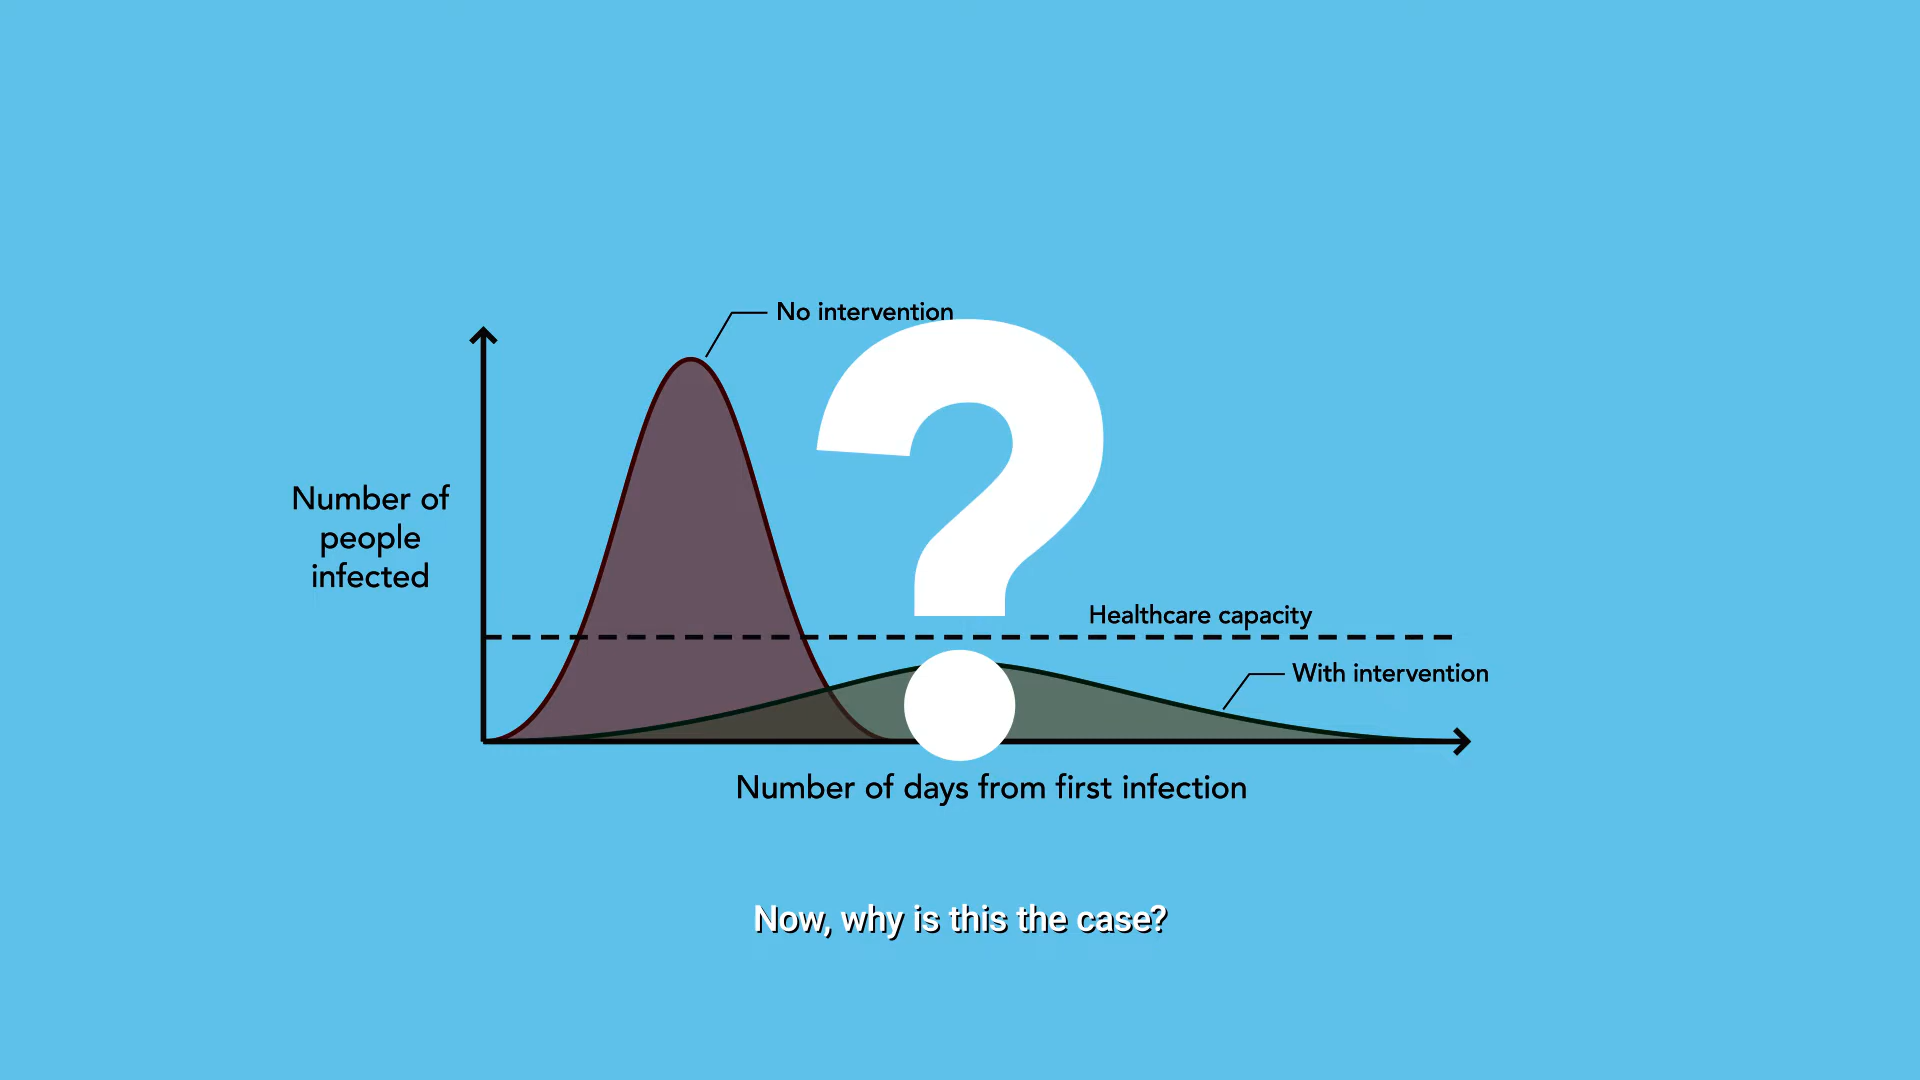 No intervention
Number of
people
infected
?
Healthcare capacity
With intervention
Number of days from first infection
Now, why is this the case?